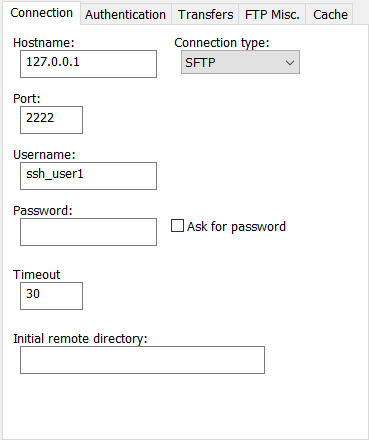 Connection Authentication Transfers FTP Misc. Cache
Hostname: Connection type:
127.0.0.1 SFTP
Port:
2222
Username:
ssh_user1
Password:
Ask for password
Timeout
30
Initial remote directory: